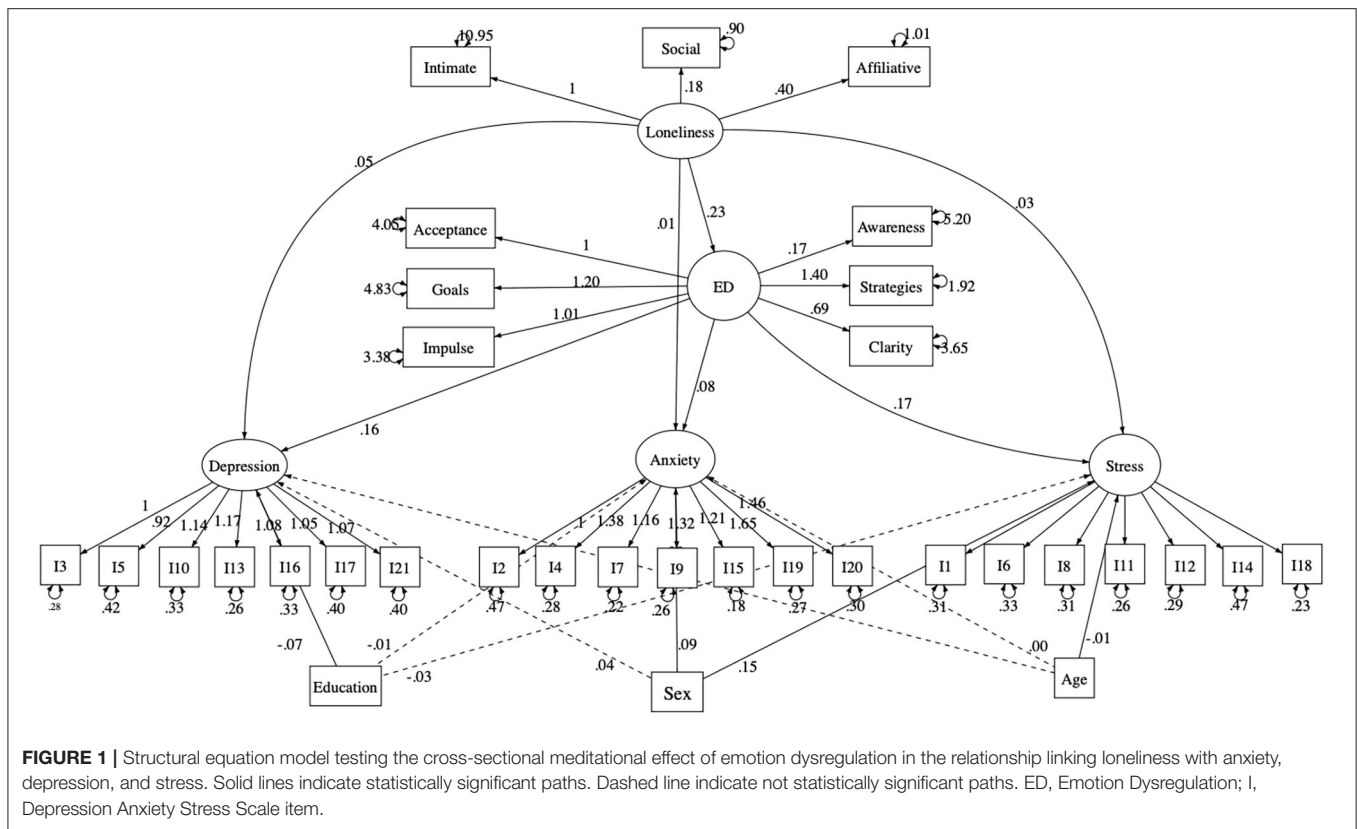 10.95
.90
1.01
Intimate
Social
Affiliative
1
.18
.40
Loneliness
.05
.03
.01
.23
4.05
Acceptance
Awareness
5.20
1
.17
4.83
Goals
1.20
ED
1.40
Strategies
1.92
1.01
.69
3.38
Impulse
Clarity
3.65
.08
.17
.16
Depression
Anxiety
Stress
1
.92
1.14
1.17
1.08
1.05
1.07
1
1.38
1.16
1.32
1.21
1.65
1.46
I3
I5
I10
I13
I16
I17
I21
I2
I4
I7
I9
I15
I19
I20
I1
I6
I8
I11
I12
I14
I18
.28
.42
.33
.26
.33
.40
.40
.47
.28
.22
.26
.18
.27
.30
.31
.33
.31
.26
.29
.47
.23
-.07
-.01
-.03
.04
.09
.15
.00
-.01
Education
Sex
Age
FIGURE 1 | Structural equation model testing the cross-sectional meditational effect of emotion dysregulation in the relationship linking loneliness with anxiety,
depression, and stress. Solid lines indicate statistically significant paths. Dashed line indicate not statistically significant paths. ED, Emotion Dysregulation; I,
Depression Anxiety Stress Scale item.